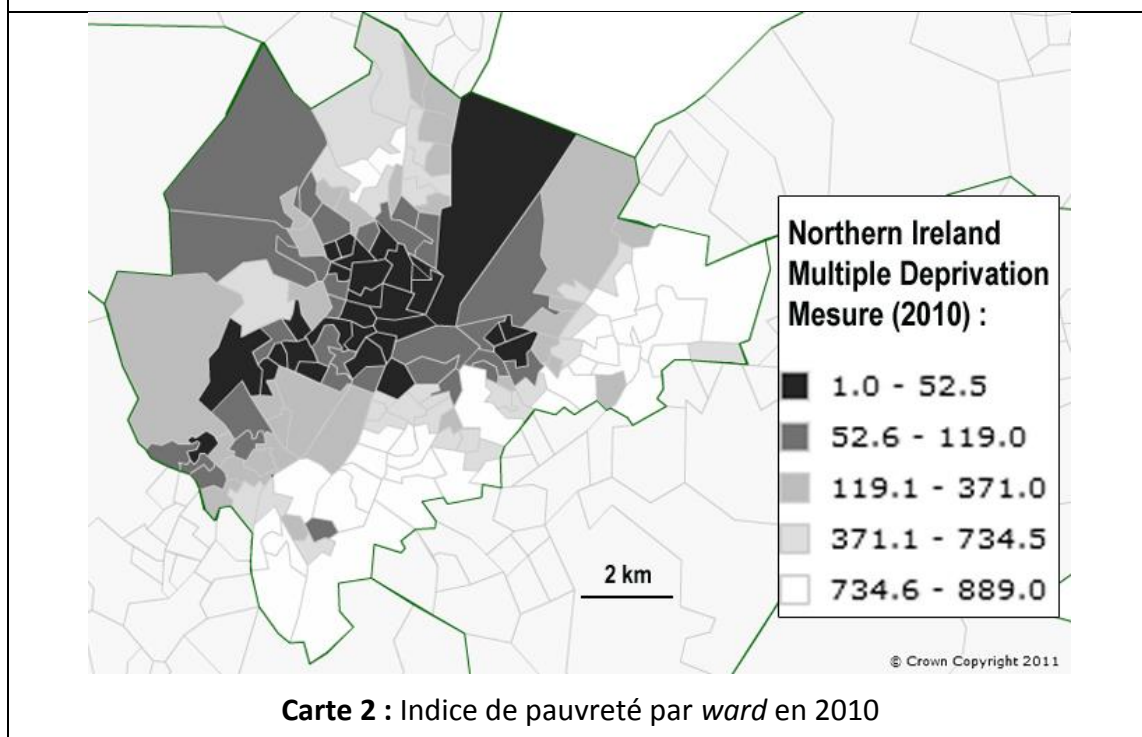 Northern Ireland
Multiple Deprivation
Mesure (2010) :
1.0 - 52.5
52.6 - 119.0
119.1 - 371.0
371.1 - 734.5
734.6 - 889.0
2 km
© Crown Copyright 2011
Carte 2 : Indice de pauvreté par ward en 2010